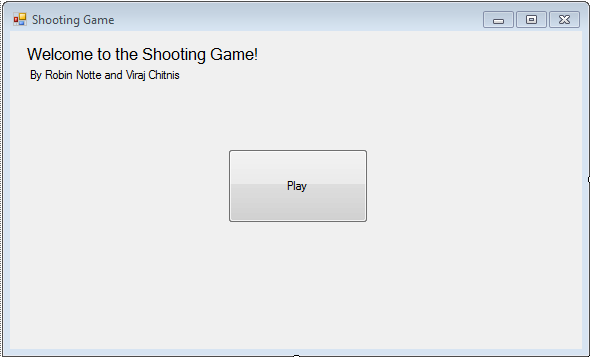 Shooting Game
Welcome to the Shooting Game!
By Robin Notte and Viraj Chitnis
Play